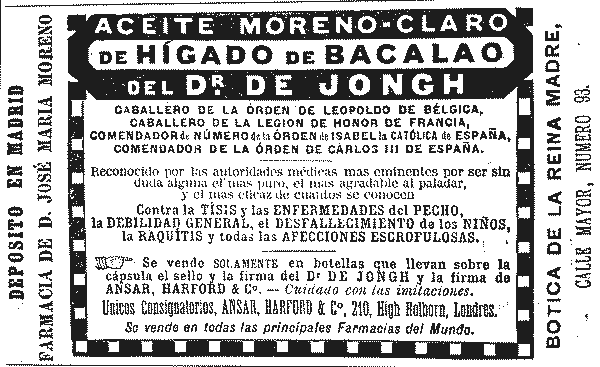 DEPÓSITO EN MADRID
FARMACIA DE D. JOSÉ MARIA MORENO
ACEITE MORENO-CLARO
DE HÍGADO DE BACALAO
DEL DR. DE JONGH
CABALLERO DE LA ÓRDEN DE LEOPOLDO DE BÉLGICA,
CABALLERO DE LA LEGION DE HONOR DE FRANCIA,
COMENDADOR de NÚMERO de la ÓRDEN de ISABEL la CATÓLICA de ESPAÑA,
COMENDADOR DE LA ÓRDEN DE CÁRLOS III DE ESPAÑA.
Reconocido por las autoridades médicas mas eminentes por ser sin
duda alguna el mas puro, el mas agradable al paladar,
y el mas eficaz de cuantos se conocen
Contra la TÍSIS y las ENFERMEDADES del PECHO,
la DEBILIDAD GENERAL, el DESFALLECIMIENTO de los NIÑOS,
la RAQUÍTIS y todas las AFECCIONES ESCROFULOSAS.
Se vende SOLAMENTE en botellas que llevan sobre la
cápsula el sello y la firma del Dr DE JONGH y la firma de
ANSAR, HARFORD & Co. — Cuidado con las imitaciones.
Unicos Consignatorios, ANSAR, HARFORD & Co, 210, High Holborn, Londres.
Se vende en todas las principales Farmacias del Mundo.
BOTICA DE LA REINA MADRE,
CALLE MAYOR, NUMERO 93.